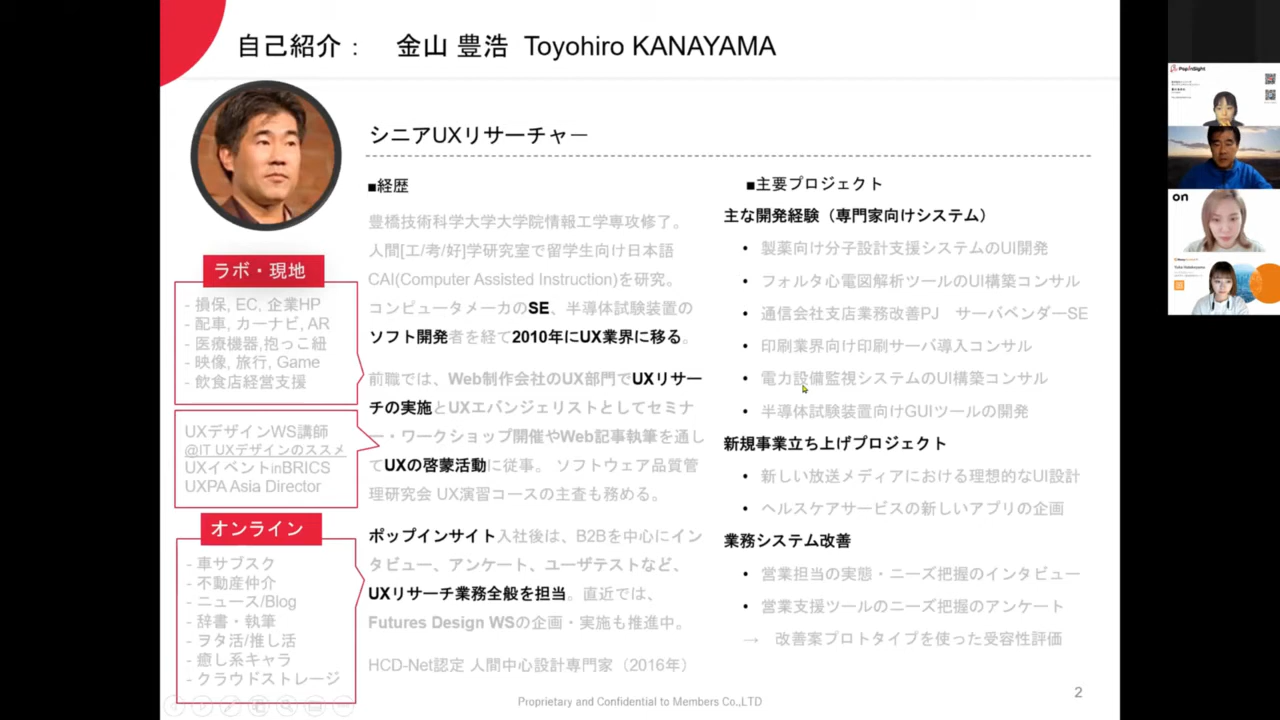 自己紹介： 金山 豊浩 Toyohiro KANAYAMA
シニアUXリサーチャー
■経歴
豊橋技術科学大学大学院情報工学専攻修了。
人間[工/考/好]学研究室で留学生向け日本語
CAI(Computer Assisted Instruction)を研究。
コンピュータメーカのSE、半導体試験装置の
ソフト開発者を経て2010年にUX業界に移る。
前職では、Web制作会社のUX部門でUXリサー
チの実施とUXエバンジェリストとしてセミナ
ー・ワークショップ開催やWeb記事執筆を通し
てUXの啓蒙活動に従事。 ソフトウェア品質管
理研究会 UX演習コースの主査も務める。
ポップインサイト入社後は、B2Bを中心にイン
タビュー、アンケート、ユーザテストなど、
UXリサーチ業務全般を担当。直近では、
Futures Design WSの企画・実施も推進中。
HCD-Net認定 人間中心設計専門家（2016年）
ラボ・現地
- 損保, EC, 企業HP
- 配車, カーナビ, AR
- 医療機器,抱っこ紐
- 映像, 旅行, Game
- 飲食店経営支援
UXデザインWS講師
@IT UXデザインのススメ
UXイベントinBRICS
UXPA Asia Director
オンライン
- 車サブスク
- 不動産仲介
- ニュース/Blog
- 辞書・執筆
- ヲタ活/推し活
- 癒し系キャラ
- クラウドストレージ
■主要プロジェクト
主な開発経験（専門家向けシステム）
• 製薬向け分子設計支援システムのUI開発
• フォルタ心電図解析ツールのUI構築コンサル
• 通信会社支店業務改善PJ サーバベンダーSE
• 印刷業界向け印刷サーバ導入コンサル
• 電力設備監視システムのUI構築コンサル
• 半導体試験装置向けGUIツールの開発
新規事業立ち上げプロジェクト
• 新しい放送メディアにおける理想的なUI設計
• ヘルスケアサービスの新しいアプリの企画
業務システム改善
• 営業担当の実態・ニーズ把握のインタビュー
• 営業支援ツールのニーズ把握のアンケート
→ 改善案プロトタイプを使った受容性評価
Proprietary and Confidential to Members Co.,LTD
2
PopInSight
on